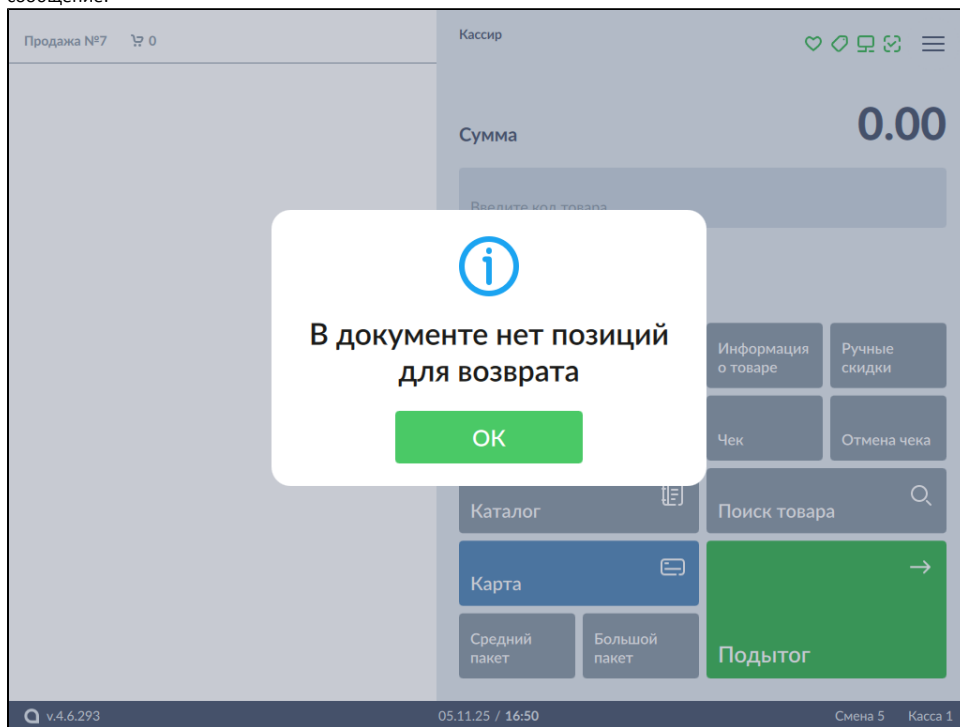 сообщение.
Продажа №7 0
Кассир
Сумма
0.00
Введите код товара
В документе нет позиций
для возврата
ОК
Информация
о товаре
Ручные
скидки
Чек
Отмена чека
Каталог
Поиск товара
Карта
Средний
пакет
Большой
пакет
Подытог
v.4.6.293
05.11.25 / 16:50
Смена 5 Касса 1